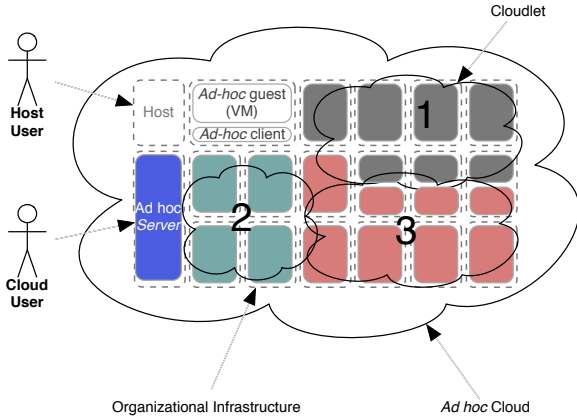 Cloudlet
Host
User
Host
Ad-hoc guest
(VM)
Ad-hoc client
1
Ad hoc
Server
2
3
Cloud
User
Organizational Infrastructure
Ad hoc Cloud